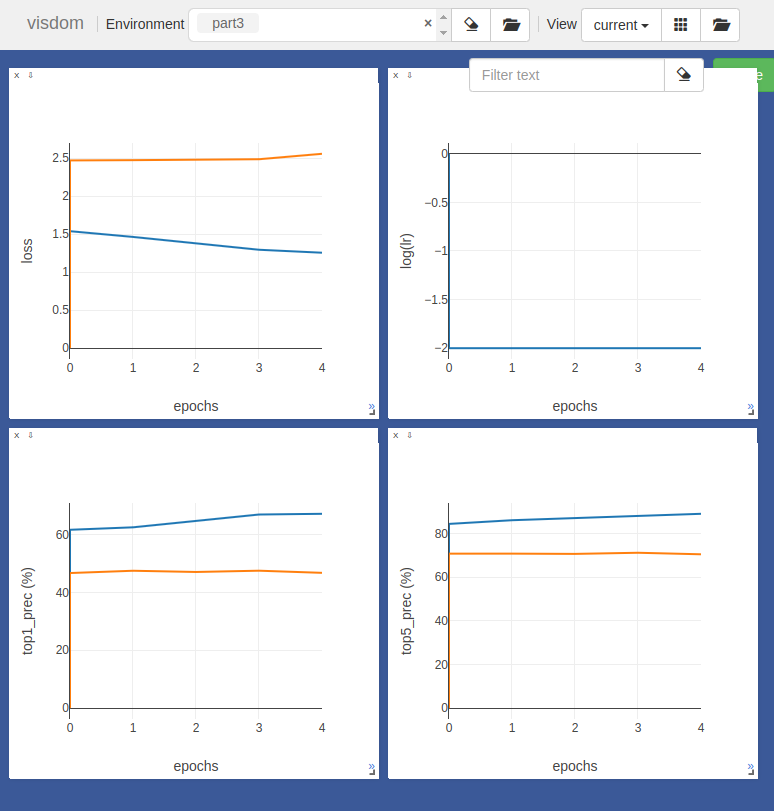 visdom Environment part3 × View current
Filter text
x ⇩
x ⇩
e
2.5
2
1.5
1
0.5
0
loss
0 1 2 3 4
epochs
»
0
−0.5
−1
−1.5
−2
log(lr)
0 1 2 3 4
epochs
»
x ⇩
x ⇩
60
40
20
0
top1_prec (%)
0 1 2 3 4
epochs
»
80
60
40
20
0
top5_prec (%)
0 1 2 3 4
epochs
»